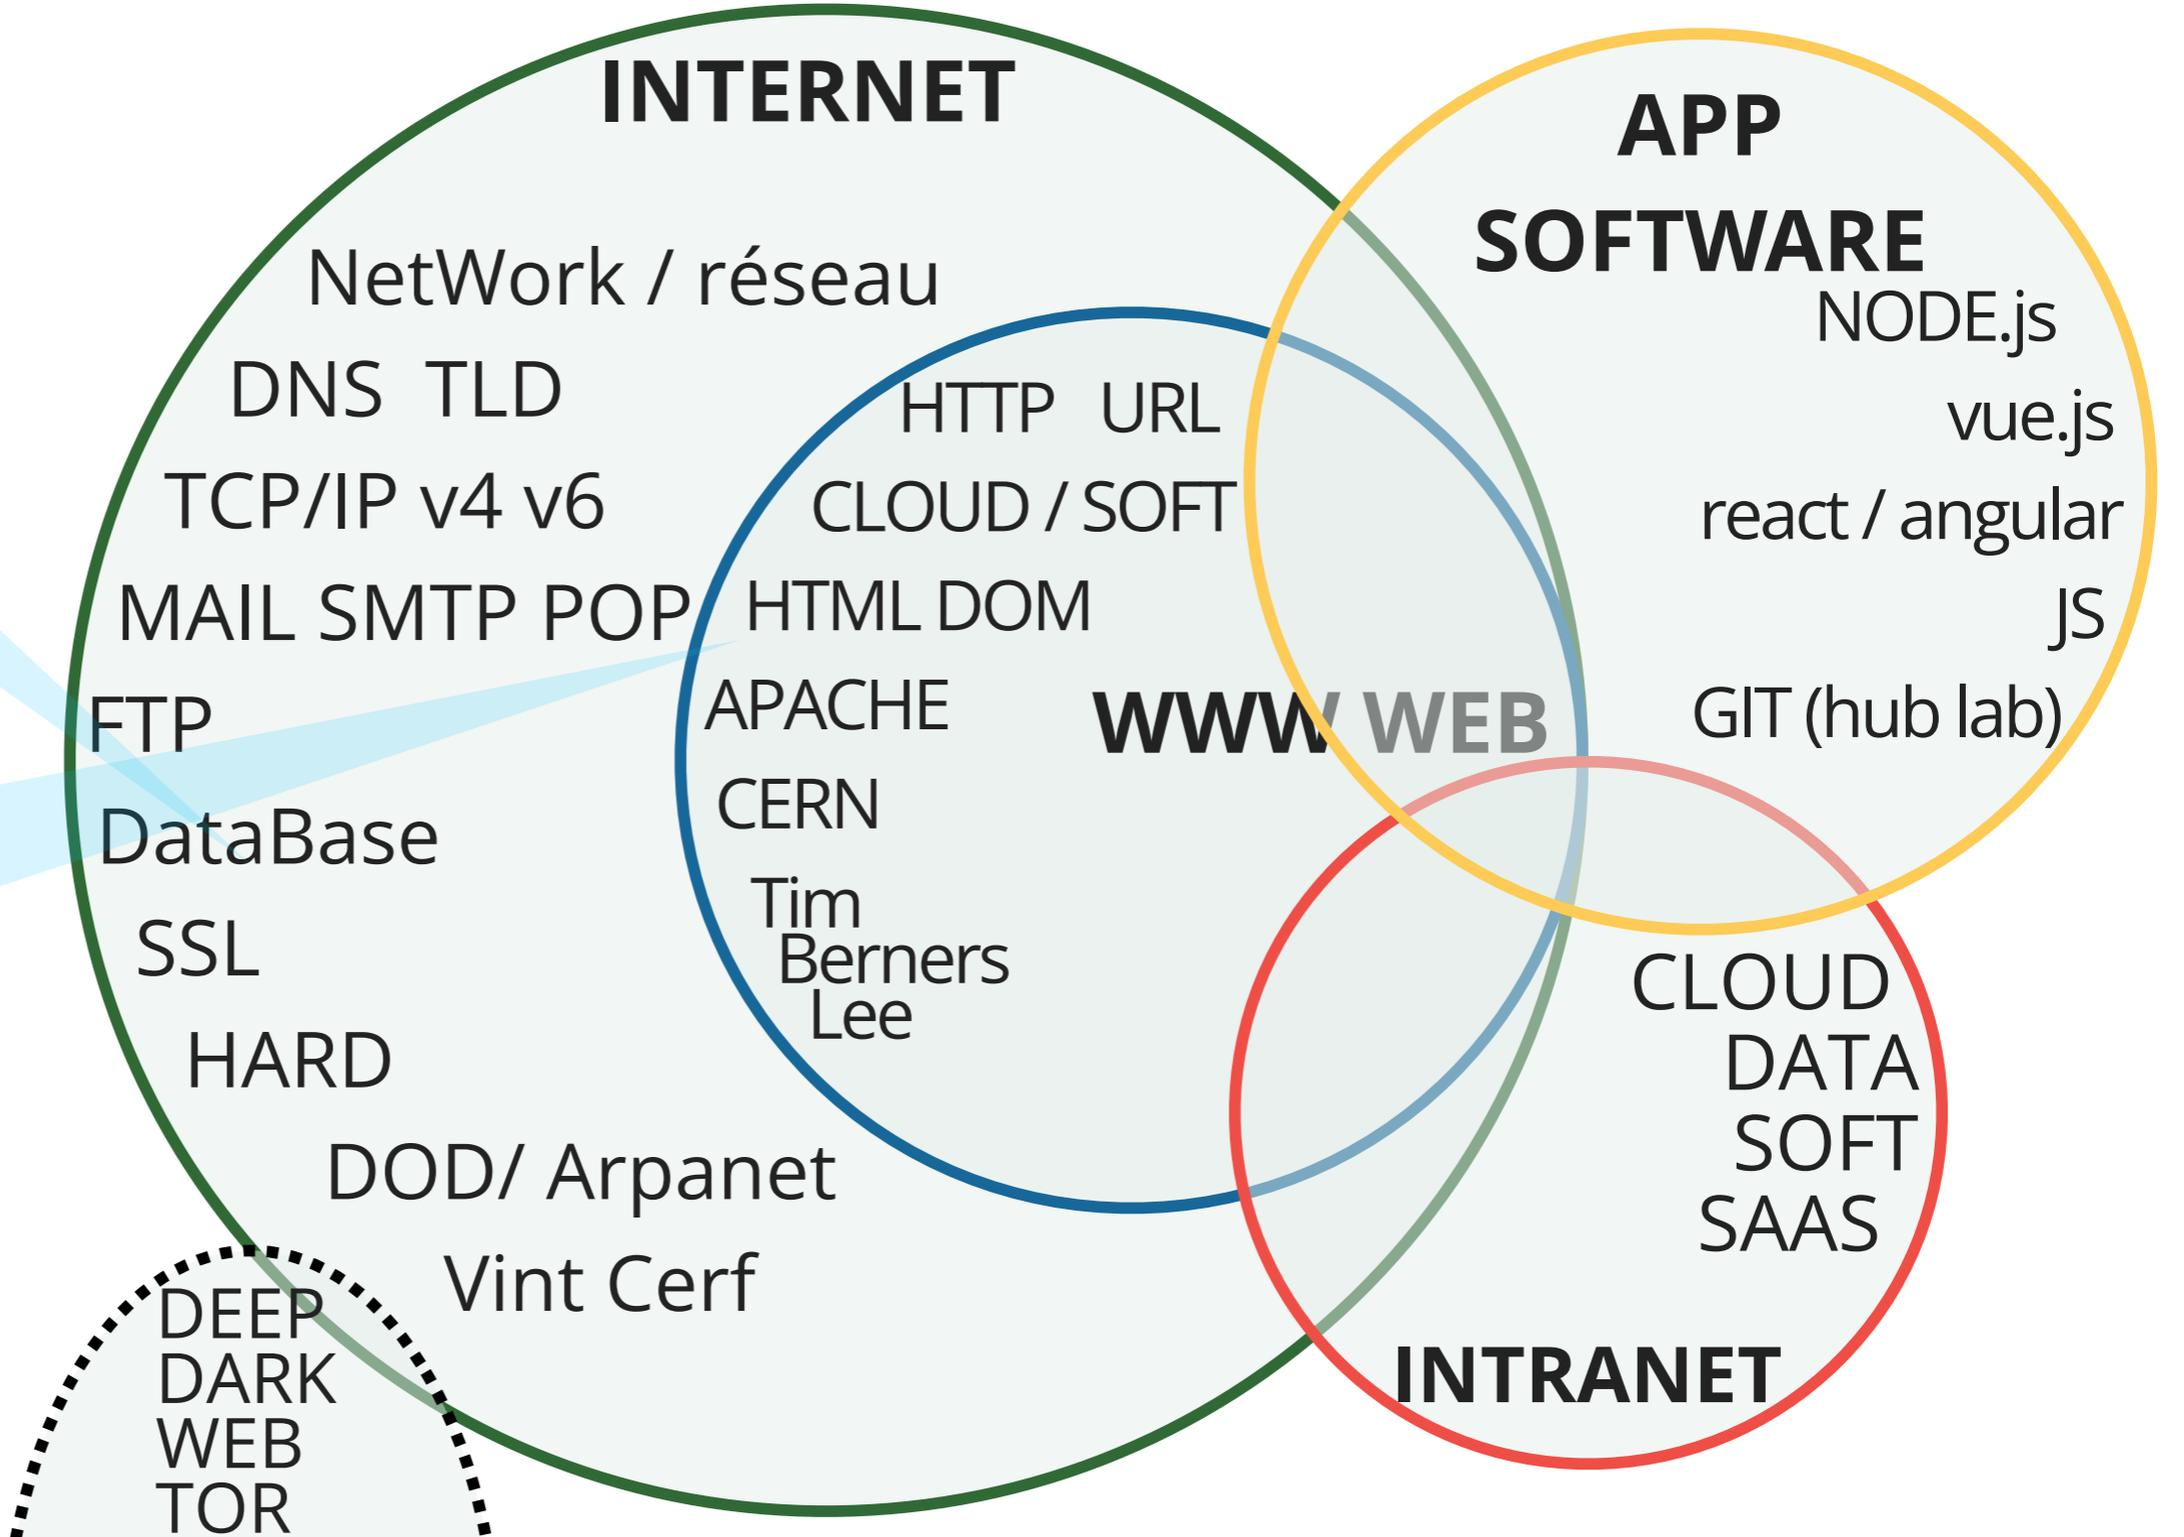 INTERNET
NetWork / réseau
DNS TLD
TCP/IP v4 v6
MAIL SMTP POP
FTP
DataBase
SSL
HARD
DOD/ Arpanet
Vint Cerf
HTTP URL
CLOUD / SOFT
HTML DOM
APACHE
CERN
Tim
Berners
Lee
WWW WEB
APP
SOFTWARE
NODE.js
vue.js
react / angular
JS
GIT (hub lab)
CLOUD
DATA
SOFT
SAAS
INTRANET
DEEP
DARK
WEB
TOR